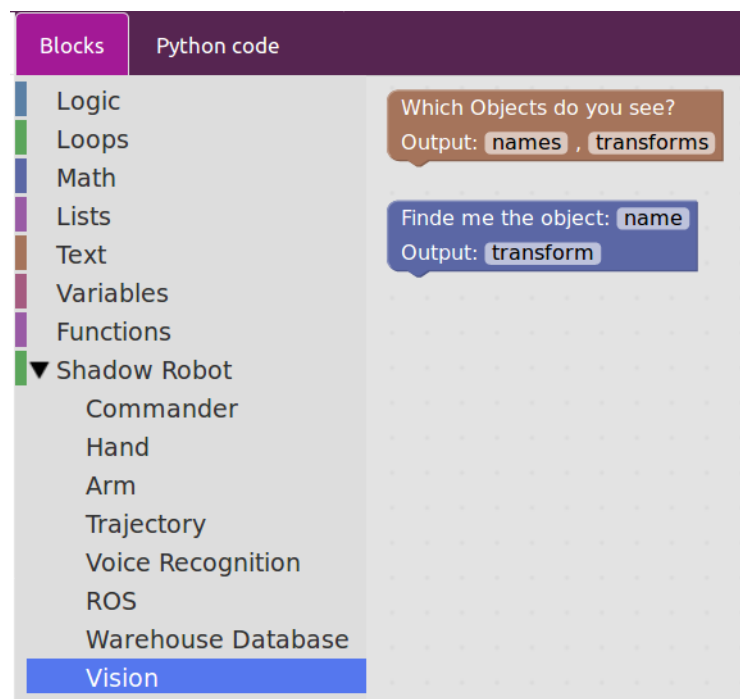 Blocks
Python code
Logic
Loops
Math
Lists
Text
Variables
Functions
Shadow Robot
Commander
Hand
Arm
Trajectory
Voice Recognition
ROS
Warehouse Database
Vision
Which Objects do you see?
Output: names , transforms
Finde me the object: name
Output: transform